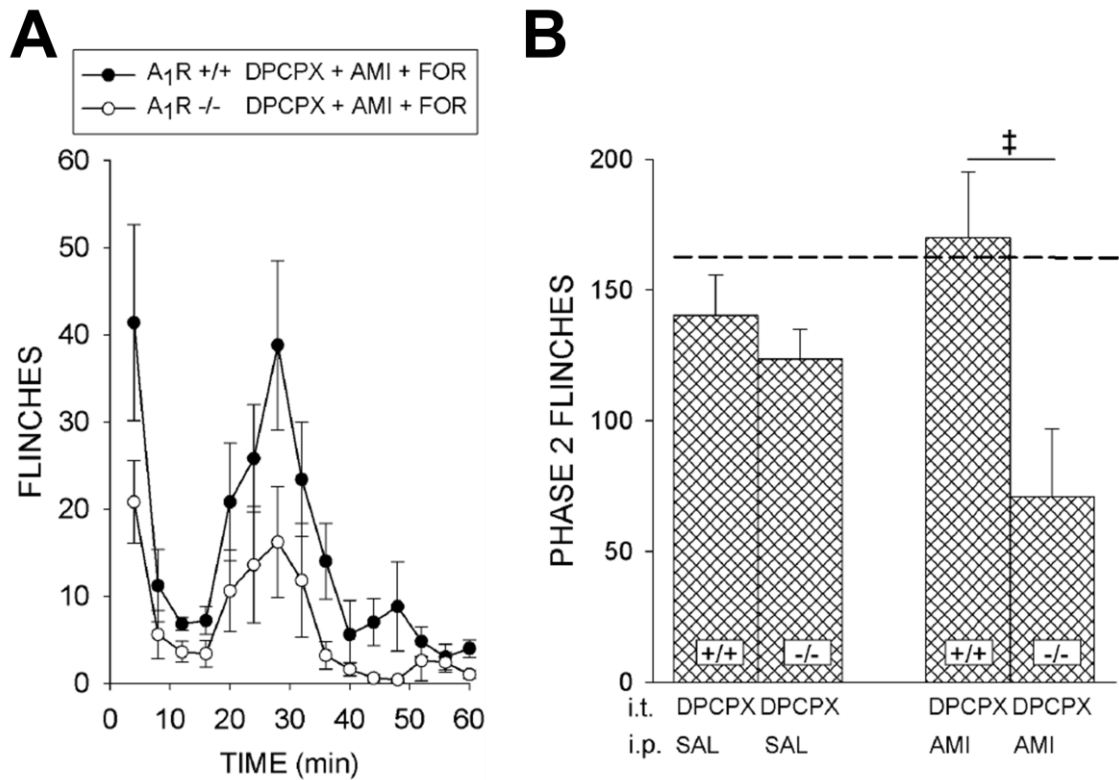 A
A1R +/+ DPCPX + AMI + FOR
A1R -/- DPCPX + AMI + FOR
60
50
40
30
20
10
0
FLINCHES
0 10 20 30 40 50 60
TIME (min)
B
‡
200
150
100
50
0
PHASE 2 FLINCHES
+/+ -/- +/+ -/-
i.t. DPCPX DPCPX DPCPX DPCPX
i.p. SAL SAL AMI AMI